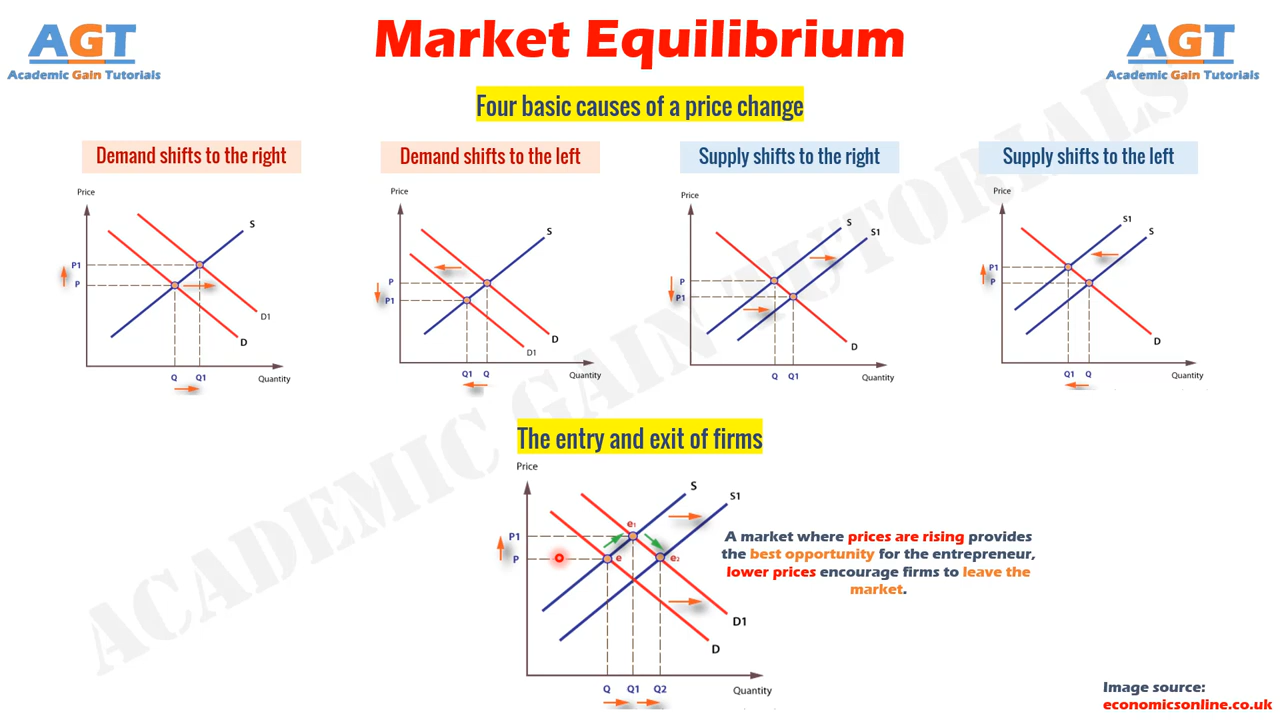 AGT
Academic Gain Tutorials
Market Equilibrium
AGT
Academic Gain Tutorials
Four basic causes of a price change
Demand shifts to the right
Demand shifts to the left
Supply shifts to the right
Supply shifts to the left
Price
S
P1
P
D1
D
Q Q1
Quantity
Price
S
P
P1
D
D1
Q1 Q
Quantity
Price
S
S1
P
P1
D
Q Q1
Quantity
Price
S1
S
P1
P
D
Q1 Q
Quantity
ACADEMIC GAIN TUTORIALS
The entry and exit of firms
Price
S
S1
e1
P1
P
e
e2
D1
D
Q Q1 Q2
Quantity
A market where prices are rising provides
the best opportunity for the entrepreneur,
lower prices encourage firms to leave the
market.
Image source:
economicsonline.co.uk